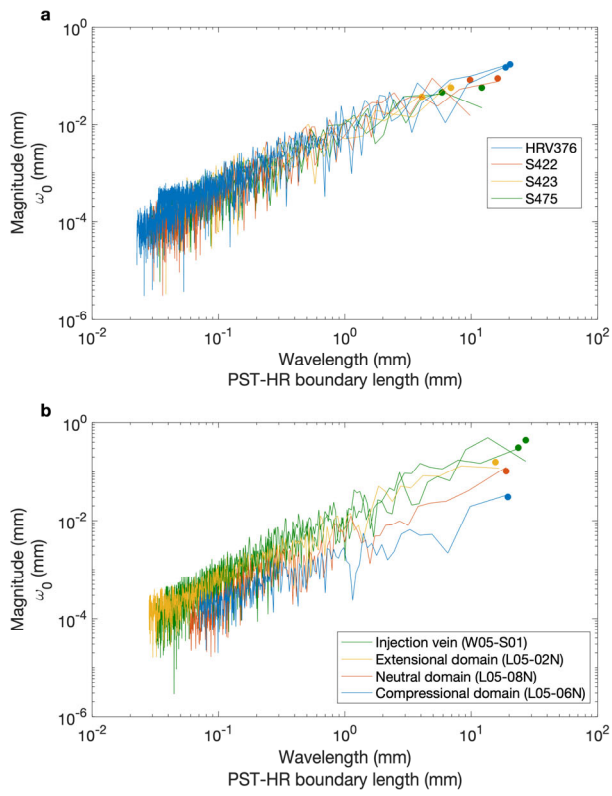 a
10^0
10^-2
10^-4
10^-6
Magnitude (mm)
ω_0 (mm)
HRV376
S422
S423
S475
10^-2
10^-1
10^0
10^1
10^2
Wavelength (mm)
PST-HR boundary length (mm)
b
10^0
10^-2
10^-4
10^-6
Magnitude (mm)
ω_0 (mm)
Injection vein (W05-S01)
Extensional domain (L05-02N)
Neutral domain (L05-08N)
Compressional domain (L05-06N)
10^-2
10^-1
10^0
10^1
10^2
Wavelength (mm)
PST-HR boundary length (mm)